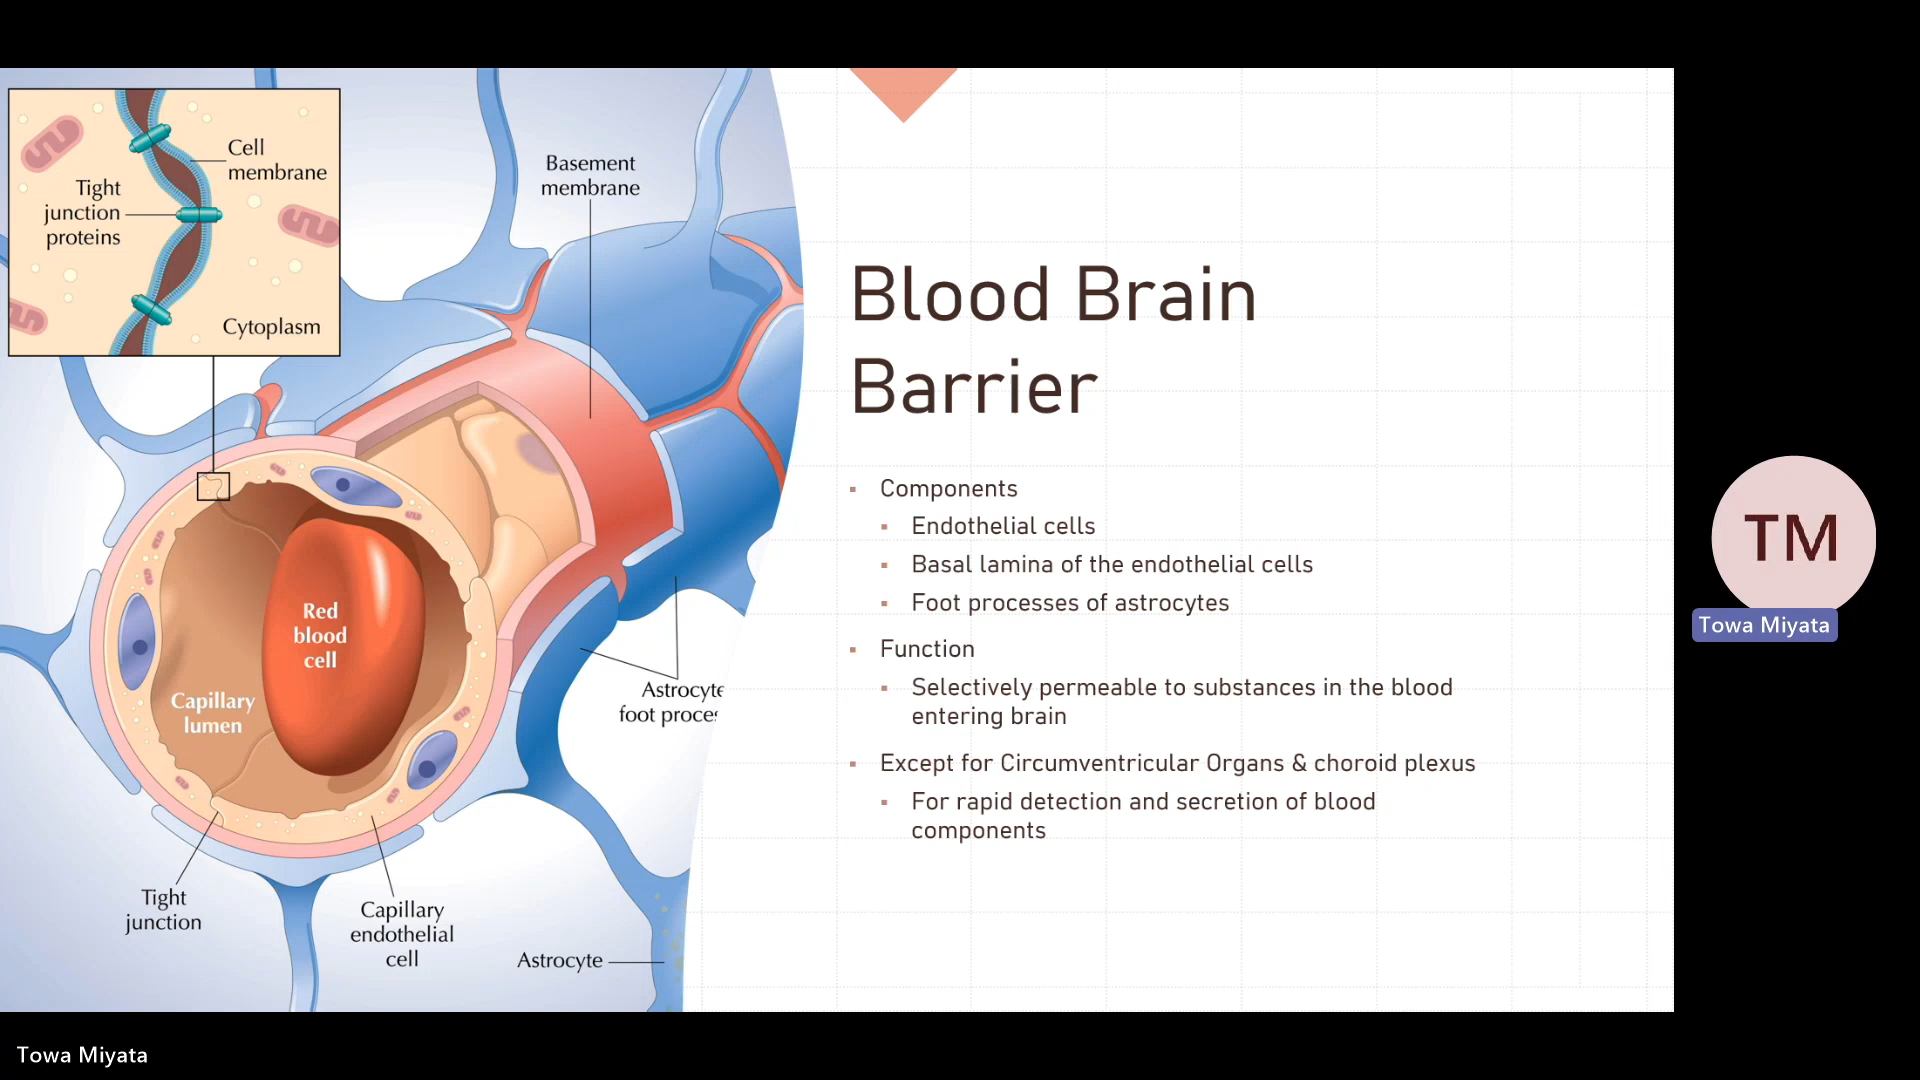 Cell
membrane
Tight
junction
proteins
Cytoplasm
Basement
membrane
Red
blood
cell
Capillary
lumen
Astrocyte
foot proces
Tight
junction
Capillary
endothelial
cell
Astrocyte
Blood Brain
Barrier
▪ Components
▪ Endothelial cells
▪ Basal lamina of the endothelial cells
▪ Foot processes of astrocytes
▪ Function
▪ Selectively permeable to substances in the blood
entering brain
▪ Except for Circumventricular Organs & choroid plexus
▪ For rapid detection and secretion of blood
components
TM
Towa Miyata
Towa Miyata